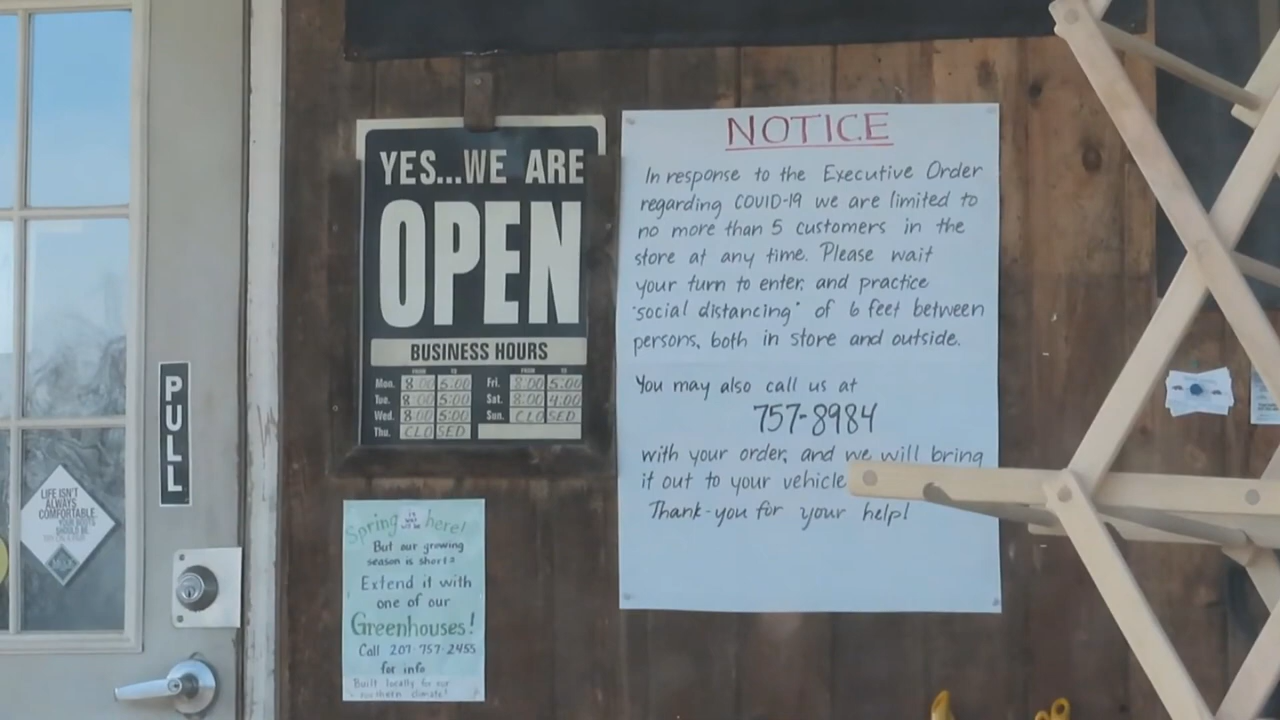 YES...WE ARE
OPEN
BUSINESS HOURS
FROM TO FROM TO
Mon. 8:00 5:00 Fri. 8:00 5:00
Tue. 8:00 5:00 Sat. 8:00 4:00
Wed. 8:00 5:00 Sun. CLOSED
Thu. CLOSED
NOTICE
In response to the Executive Order
regarding COVID-19 we are limited to
no more than 5 customers in the
store at any time. Please wait
your turn to enter, and practice
"social distancing" of 6 feet between
persons, both in store and outside.
You may also call us at
757-8984
with your order, and we will bring
it out to your vehicle
Thank-you for your help!
PULL
LIFE ISN'T
ALWAYS
COMFORTABLE.
YOUR BOOTS
SHOULD BE.
Spring is here!
But our growing
season is short=
Extend it with
one of our
Greenhouses!
Call 207-757-2455
for info
Built locally for our
northern climate!